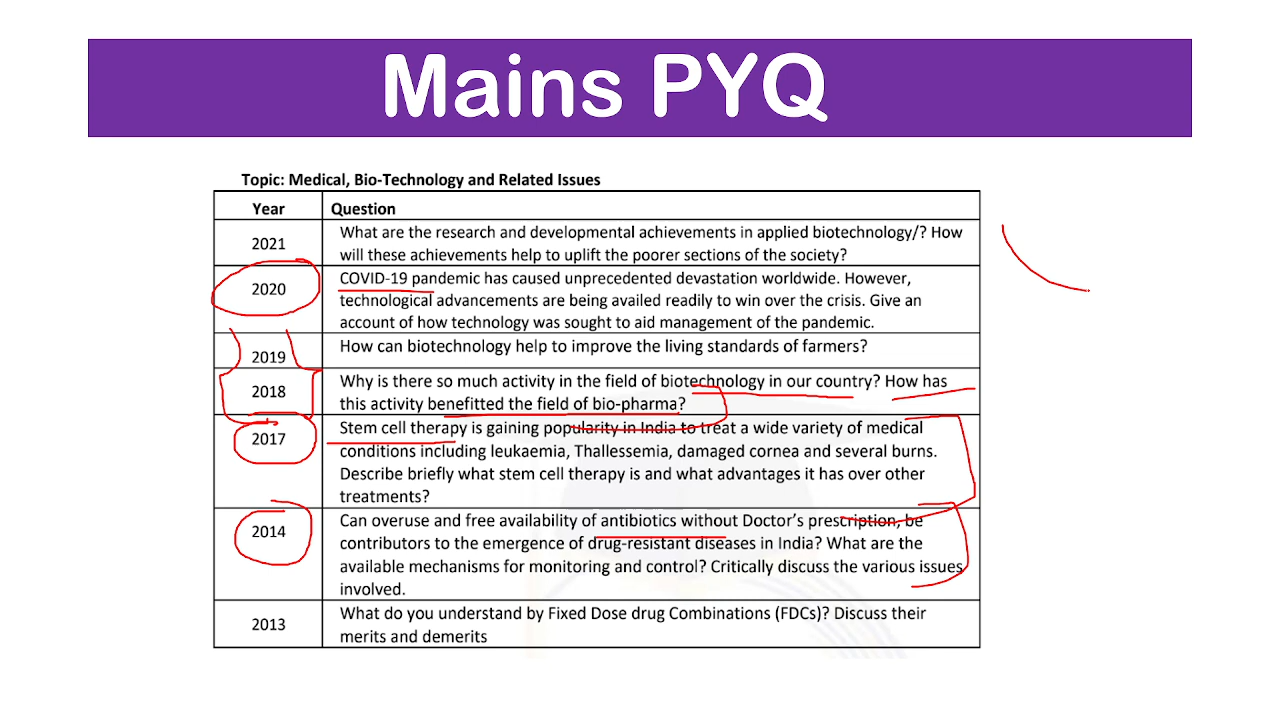 Mains PYQ
Topic: Medical, Bio-Technology and Related Issues
Year Question
2021 What are the research and developmental achievements in applied biotechnology/? How
will these achievements help to uplift the poorer sections of the society?
2020 COVID-19 pandemic has caused unprecedented devastation worldwide. However,
technological advancements are being availed readily to win over the crisis. Give an
account of how technology was sought to aid management of the pandemic.
2019 How can biotechnology help to improve the living standards of farmers?
2018 Why is there so much activity in the field of biotechnology in our country? How has
this activity benefitted the field of bio-pharma?
2017 Stem cell therapy is gaining popularity in India to treat a wide variety of medical
conditions including leukaemia, Thallessemia, damaged cornea and several burns.
Describe briefly what stem cell therapy is and what advantages it has over other
treatments?
2014 Can overuse and free availability of antibiotics without Doctor's prescription, be
contributors to the emergence of drug-resistant diseases in India? What are the
available mechanisms for monitoring and control? Critically discuss the various issues
involved.
2013 What do you understand by Fixed Dose drug Combinations (FDCs)? Discuss their
merits and demerits